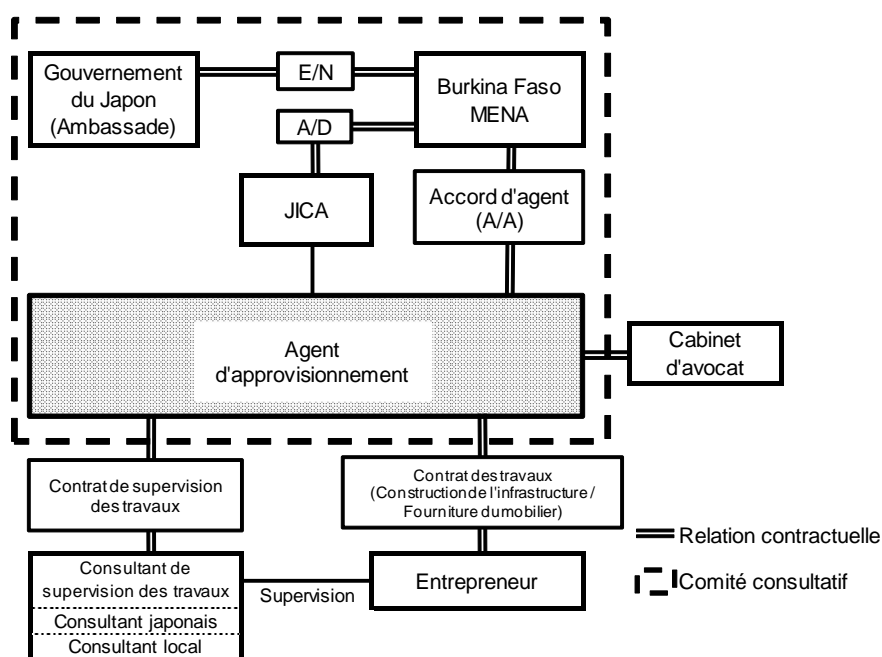 Gouvernement
du Japon
(Ambassade)
E/N
Burkina Faso
MENA
A/D
JICA
Accord d'agent
(A/A)
Agent
d'approvisionnement
Cabinet
d'avocat
Contrat de supervision
des travaux
Contrat des travaux
(Construction de l'infrastructure /
Fourniture du mobilier)
Relation contractuelle
Comité consultatif
Consultant de
supervision des travaux
Consultant japonais
Consultant local
Supervision
Entrepreneur